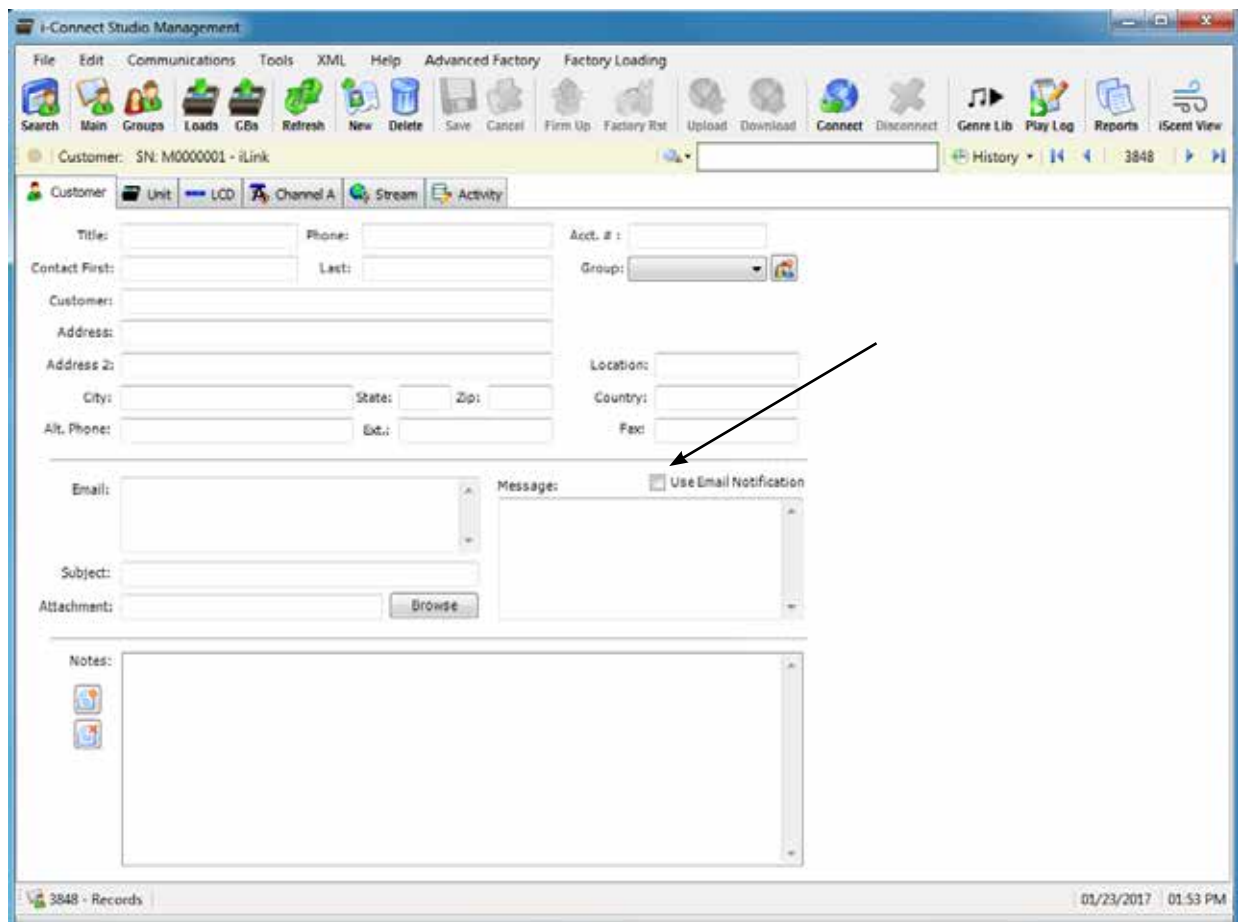 i-Connect Studio Management
File Edit Communications Tools XML Help Advanced Factory Factory Loading
Search Main Groups Loads CBs Refresh New Delete Save Cancel Firm Up Factory Rst Upload Download Connect Disconnect Genre Lib Play Log Reports iScent View
Customer: SN: M0000001 - iLink History 3848
Customer Unit LCD Channel A Stream Activity
Title: Phone: Acct. # :
Contact First: Last: Group:
Customer:
Address:
Address 2: Location:
City: State: Zip: Country:
Alt. Phone: Ext.: Fax:
Email: Message: Use Email Notification
Subject:
Attachment: Browse
Notes:
3848 - Records 01/23/2017 01:53 PM